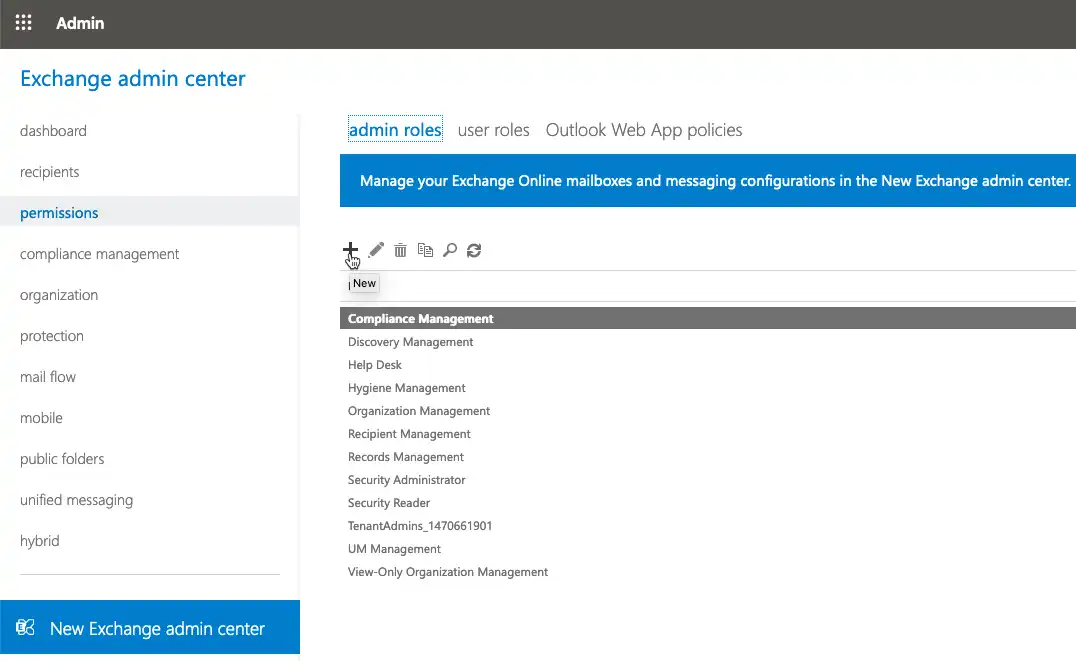 Admin
Exchange admin center
dashboard
recipients
permissions
compliance management
organization
protection
mail flow
mobile
public folders
unified messaging
hybrid
New Exchange admin center
admin roles user roles Outlook Web App policies
Manage your Exchange Online mailboxes and messaging configurations in the New Exchange admin center.
New
Compliance Management
Discovery Management
Help Desk
Hygiene Management
Organization Management
Recipient Management
Records Management
Security Administrator
Security Reader
TenantAdmins_1470661901
UM Management
View-Only Organization Management